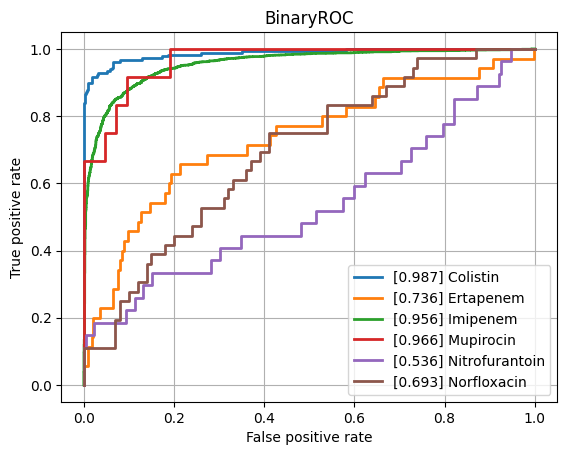 BinaryROC
True positive rate
1.0
0.8
0.6
0.4
0.2
0.0
[0.987] Colistin
[0.736] Ertapenem
[0.956] Imipenem
[0.966] Mupirocin
[0.536] Nitrofurantoin
[0.693] Norfloxacin
0.0 0.2 0.4 0.6 0.8 1.0
False positive rate